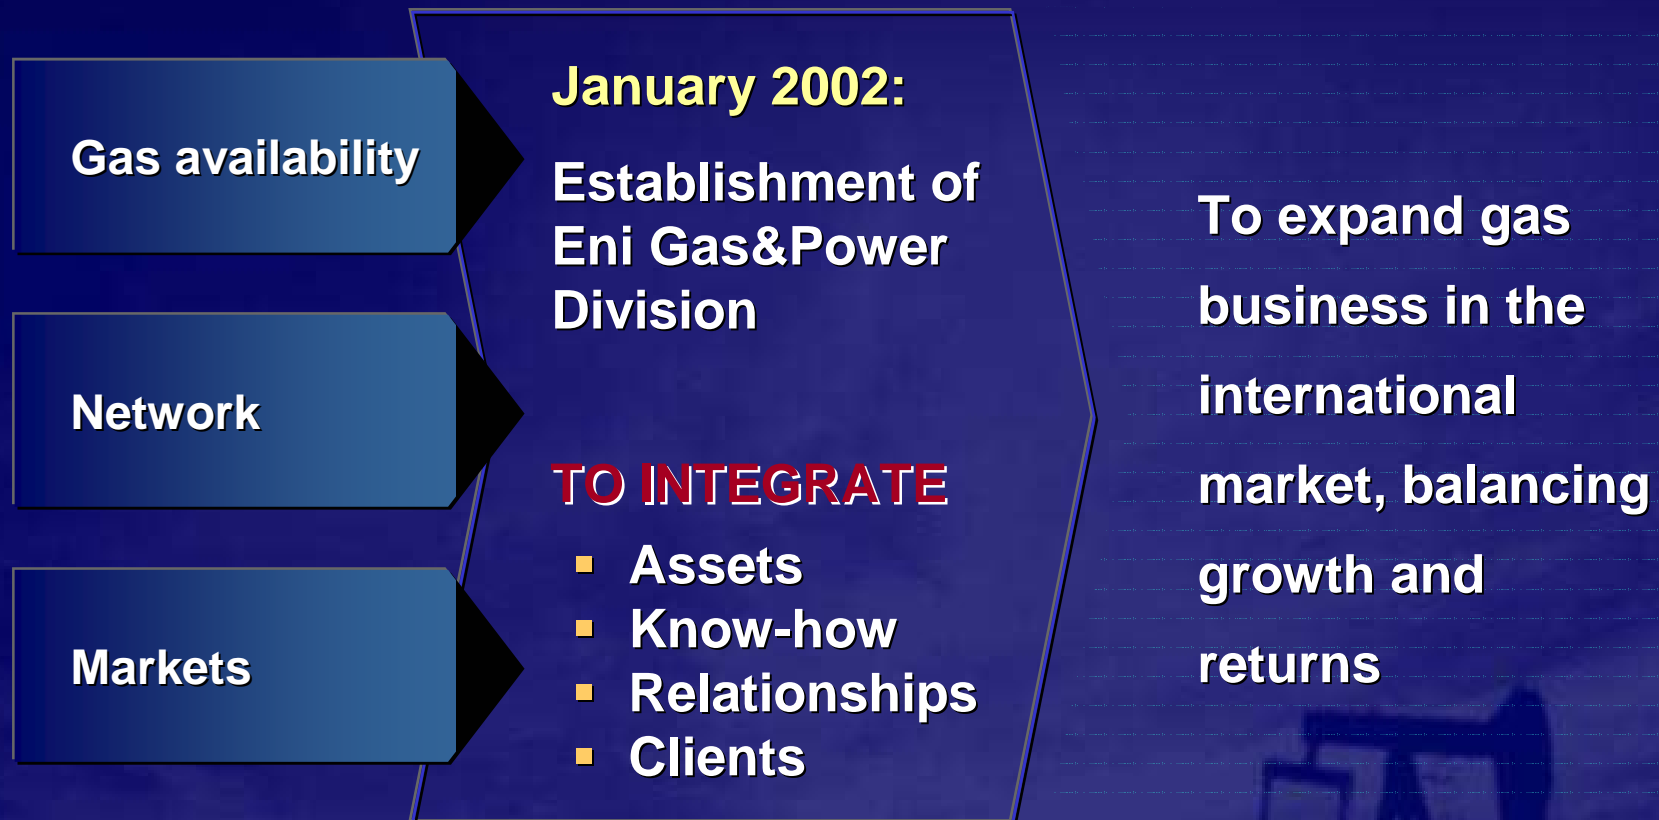 Gas availability
Network
Markets
January 2002:
Establishment of
Eni Gas&Power
Division
TO INTEGRATE
Assets
Know-how
Relationships
Clients
To expand gas
business in the
international
market, balancing
growth and
returns